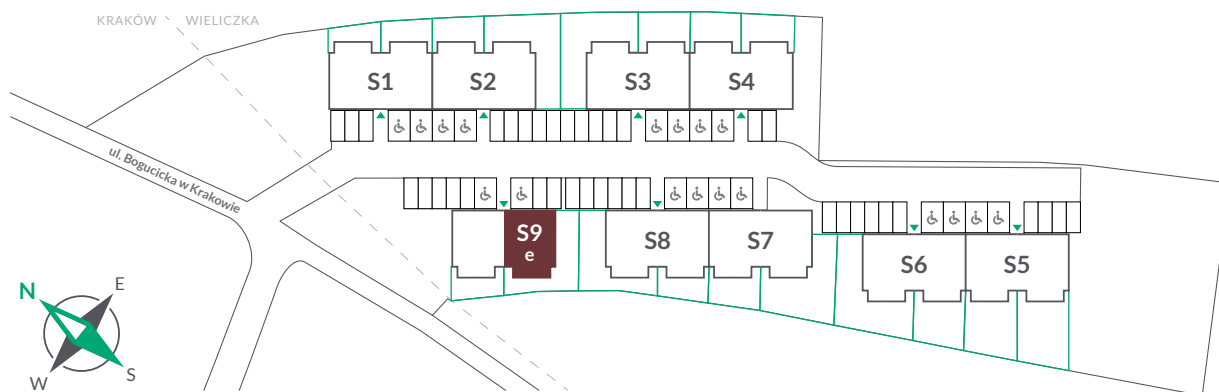 KRAKÓW WIELICZKA
S1 S2 S3 S4
ul. Bogucicka w Krakowie
S9 S8 S7 S6 S5
e
N E
W S